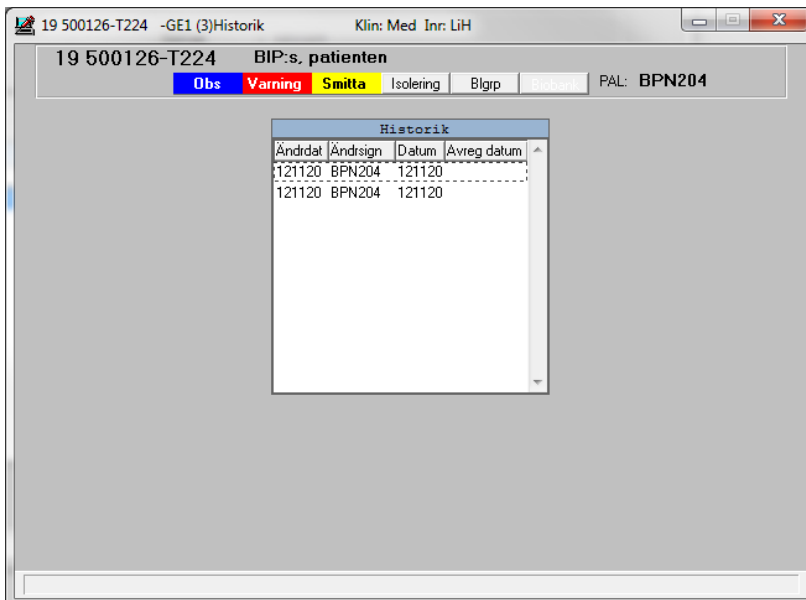 19 500126-T224 -GE1 (3)Historik Klin: Med Inr: LiH
19 500126-T224 BIP:s, patienten
Obs Varning Smitta Isolering Blgrp Biobank PAL: BPN204
Historik
Ändrdat Ändrsign Datum Avreg datum
121120 BPN204 121120
121120 BPN204 121120